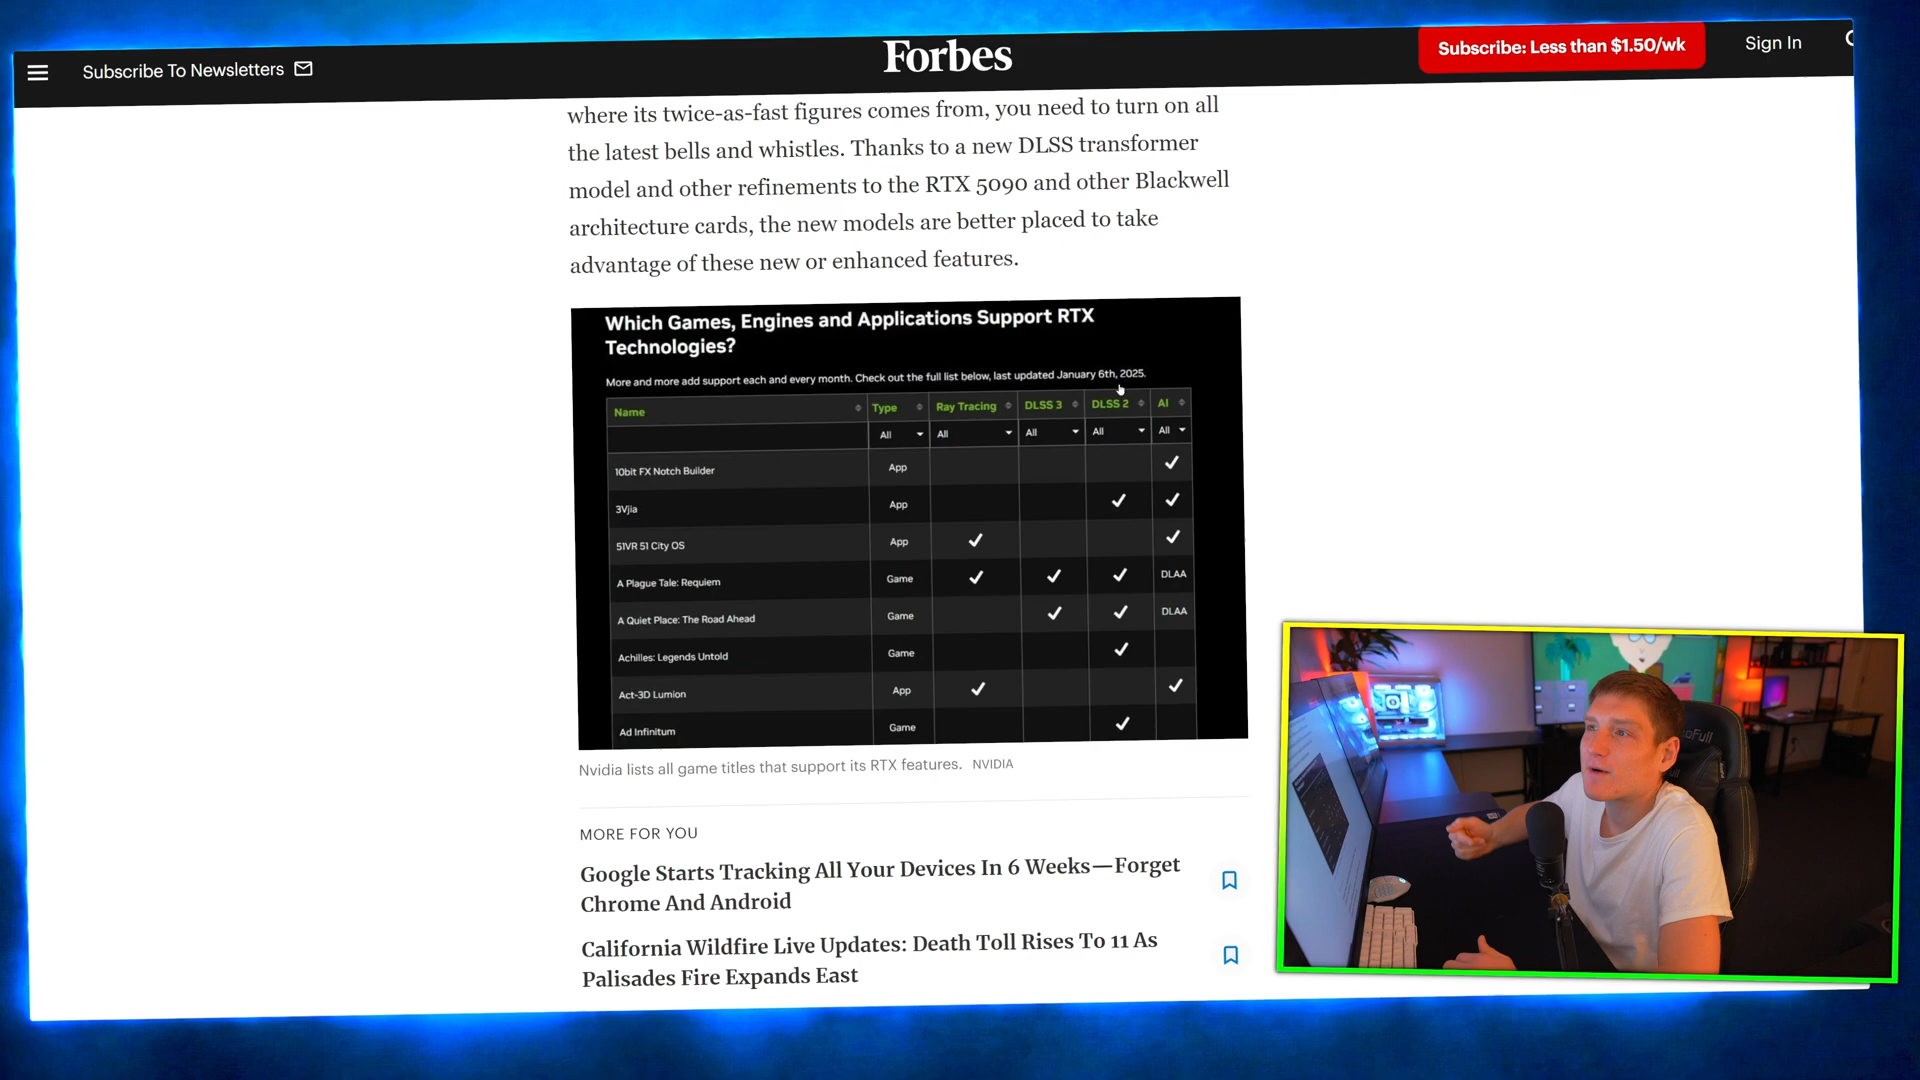 Subscribe To Newsletters
Forbes
Subscribe: Less than $1.50/wk
Sign In
where its twice-as-fast figures comes from, you need to turn on all
the latest bells and whistles. Thanks to a new DLSS transformer
model and other refinements to the RTX 5090 and other Blackwell
architecture cards, the new models are better placed to take
advantage of these new or enhanced features.
Which Games, Engines and Applications Support RTX
Technologies?
More and more add support each and every month. Check out the full list below, last updated January 6th, 2025.
Name Type Ray Tracing DLSS 3 DLSS 2 AI
All All All All All
10bit FX Notch Builder App
3Vjia App
51VR 51 City OS App
A Plague Tale: Requiem Game DLAA
A Quiet Place: The Road Ahead Game DLAA
Achilles: Legends Untold Game
Act-3D Lumion App
Ad Infinitum Game
Nvidia lists all game titles that support its RTX features. NVIDIA
MORE FOR YOU
Google Starts Tracking All Your Devices In 6 Weeks—Forget
Chrome And Android
California Wildfire Live Updates: Death Toll Rises To 11 As
Palisades Fire Expands East